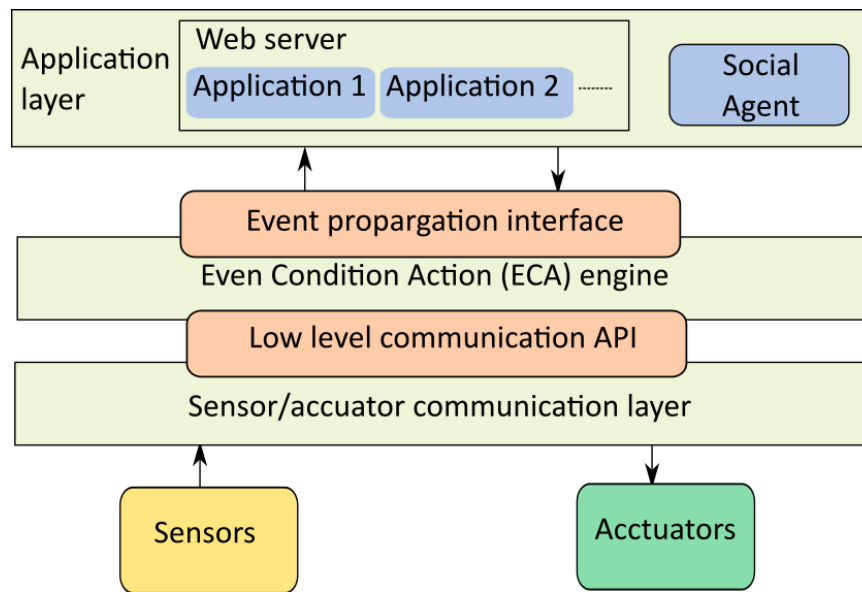 Application
layer
Web server
Application 1
Application 2
Social
Agent
Event propargation interface
Even Condition Action (ECA) engine
Low level communication API
Sensor/accuator communication layer
Sensors
Acctuators